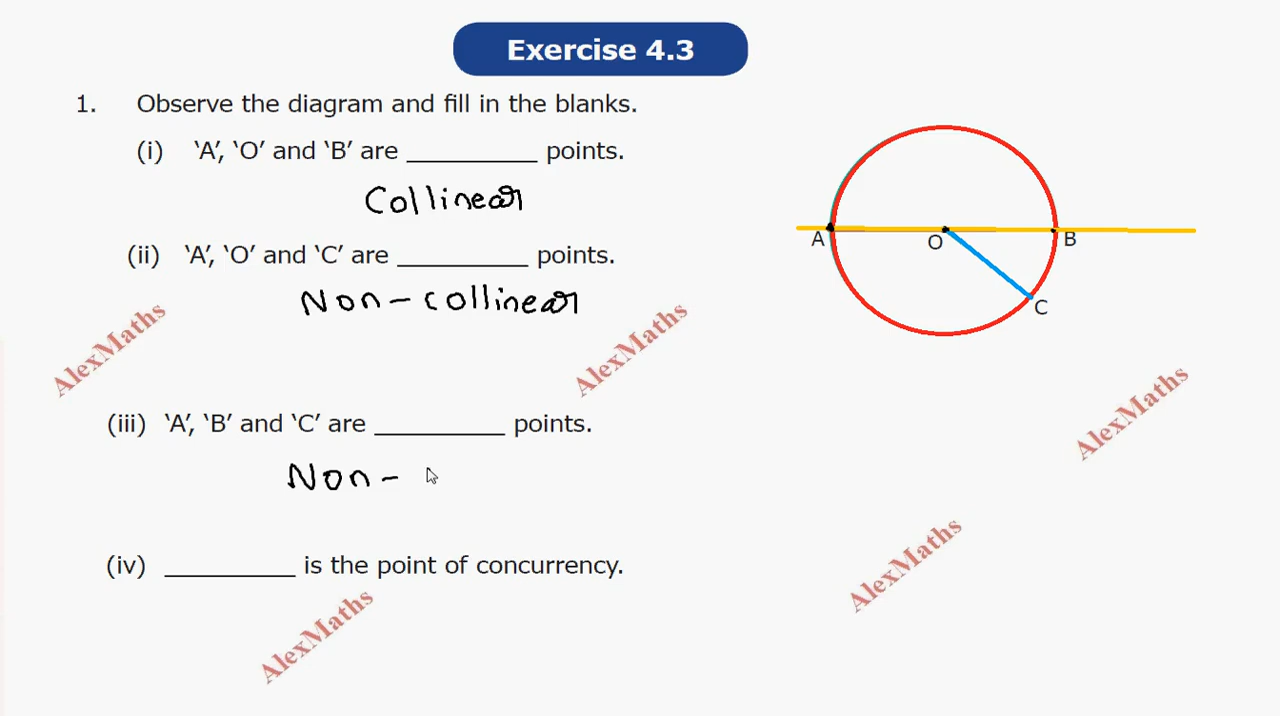 Exercise 4.3
1. Observe the diagram and fill in the blanks.
(i) ‘A’, ‘O’ and ‘B’ are __________ points.
Collinear
(ii) ‘A’, ‘O’ and ‘C’ are __________ points.
Non-collinear
(iii) ‘A’, ‘B’ and ‘C’ are __________ points.
Non-
(iv) __________ is the point of concurrency.
A
O
B
C
AlexMaths
AlexMaths
AlexMaths
AlexMaths
AlexMaths